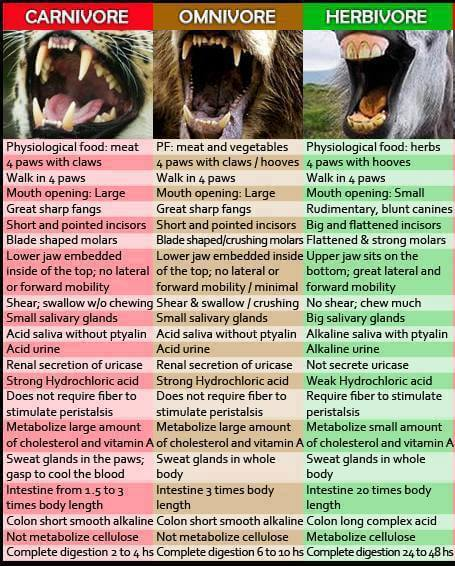 CARNIVORE OMNIVORE HERBIVORE
Physiological food: meat PF: meat and vegetables Physiological food: herbs
4 paws with claws 4 paws with claws / hooves 4 paws with hooves
Walk in 4 paws Walk in 4 paws Walk in 4 paws
Mouth opening: Large Mouth opening: Large Mouth opening: Small
Great sharp fangs Great sharp fangs Rudimentary, blunt canines
Short and pointed incisors Short and pointed incisors Big and flattened incisors
Blade shaped molars Blade shaped/crushing molars Flattened & strong molars
Lower jaw embedded Lower jaw embedded inside Upper jaw sits on the
inside of the top; no lateral of the top; no lateral or bottom; great lateral and
or forward mobility forward mobility / minimal forward mobility
Shear; swallow w/o chewing Shear & swallow / crushing No shear; chew much
Small salivary glands Small salivary glands Big salivary glands
Acid saliva without ptyalin Acid saliva without ptyalin Alkaline saliva with ptyalin
Acid urine Acid urine Alkaline urine
Renal secretion of uricase Renal secretion of uricase Not secrete uricase
Strong Hydrochloric acid Strong Hydrochloric acid Weak Hydrochloric acid
Does not require fiber to Does not require fiber to Require fiber to stimulate
stimulate peristalsis stimulate peristalsis peristalsis
Metabolize large amount Metabolize large amount Metabolize small amount
of cholesterol and vitamin A of cholesterol and vitamin A of cholesterol and vitamin A
Sweat glands in the paws; Sweat glands in whole Sweat glands in whole
gasp to cool the blood body body
Intestine from 1.5 to 3 Intestine 3 times body Intestine 20 times body
times body length length length
Colon short smooth alkaline Colon short smooth alkaline Colon long complex acid
Not metabolize cellulose Not metabolize cellulose Metabolize cellulose
Complete digestion 2 to 4 hs Complete digestion 6 to 10 hs Complete digestion 24 to 48 hs